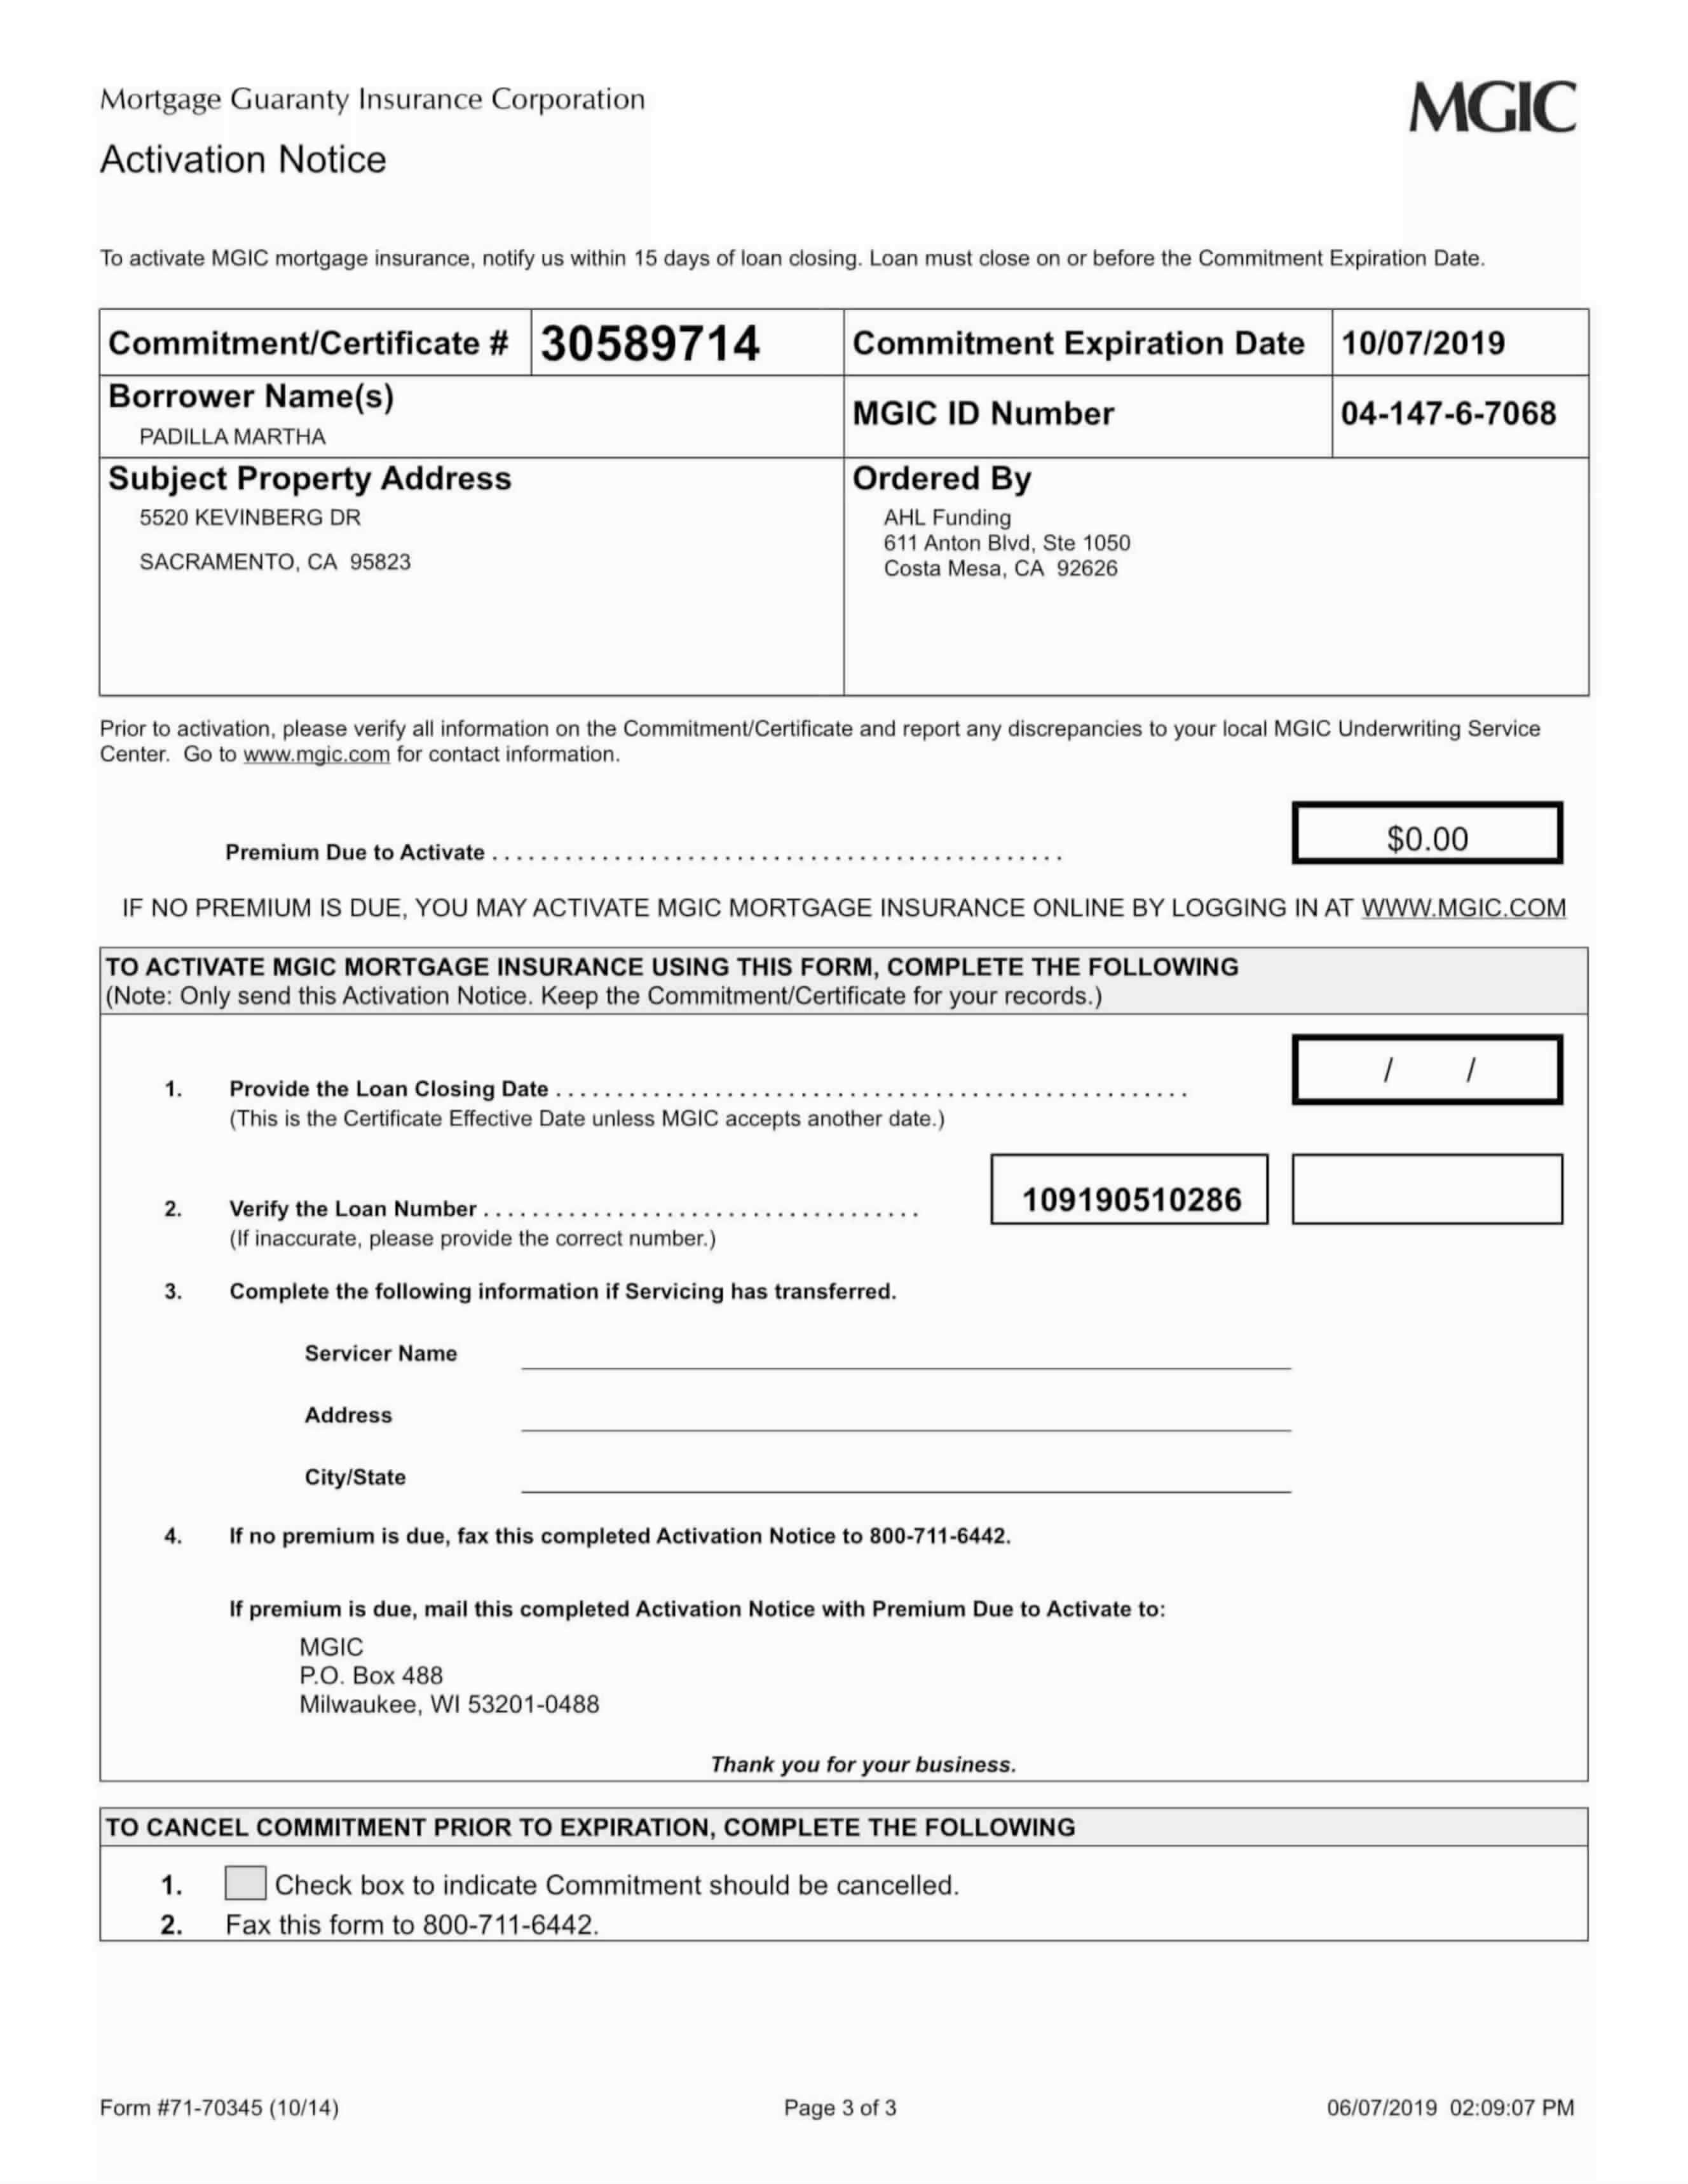 Mortgage Guaranty Insurance Corporation
MGIC
Activation Notice
To activate MGIC mortgage insurance, notify us within 15 days of loan closing. Loan must close on or before the Commitment Expiration Date.
Commitment/Certificate # 30589714 Commitment Expiration Date 10/07/2019
Borrower Name(s)
PADILLA MARTHA
MGIC ID Number 04-147-6-7068
Subject Property Address
5520 KEVINBERG DR
SACRAMENTO, CA 95823
Ordered By
AHL Funding
611 Anton Blvd, Ste 1050
Costa Mesa, CA 92626
Prior to activation, please verify all information on the Commitment/Certificate and report any discrepancies to your local MGIC Underwriting Service
Center. Go to www.mgic.com for contact information.
Premium Due to Activate . . . . . . . . . . . . . . . . . . . . . . . . . . . . . . . . . . . . . . . . . . . . . . . $0.00
IF NO PREMIUM IS DUE, YOU MAY ACTIVATE MGIC MORTGAGE INSURANCE ONLINE BY LOGGING IN AT WWW.MGIC.COM
TO ACTIVATE MGIC MORTGAGE INSURANCE USING THIS FORM, COMPLETE THE FOLLOWING
(Note: Only send this Activation Notice. Keep the Commitment/Certificate for your records.)
1. Provide the Loan Closing Date . . . . . . . . . . . . . . . . . . . . . . . . . . . . . . . . . . . . . . . . . . . . . . . . . . . . / /
(This is the Certificate Effective Date unless MGIC accepts another date.)
2. Verify the Loan Number . . . . . . . . . . . . . . . . . . . . . . . . . . . . . . . . . . . . 109190510286
(If inaccurate, please provide the correct number.)
3. Complete the following information if Servicing has transferred.
Servicer Name
Address
City/State
4. If no premium is due, fax this completed Activation Notice to 800-711-6442.
If premium is due, mail this completed Activation Notice with Premium Due to Activate to:
MGIC
P.O. Box 488
Milwaukee, WI 53201-0488
Thank you for your business.
TO CANCEL COMMITMENT PRIOR TO EXPIRATION, COMPLETE THE FOLLOWING
1. Check box to indicate Commitment should be cancelled.
2. Fax this form to 800-711-6442.
Form #71-70345 (10/14) Page 3 of 3 06/07/2019 02:09:07 PM